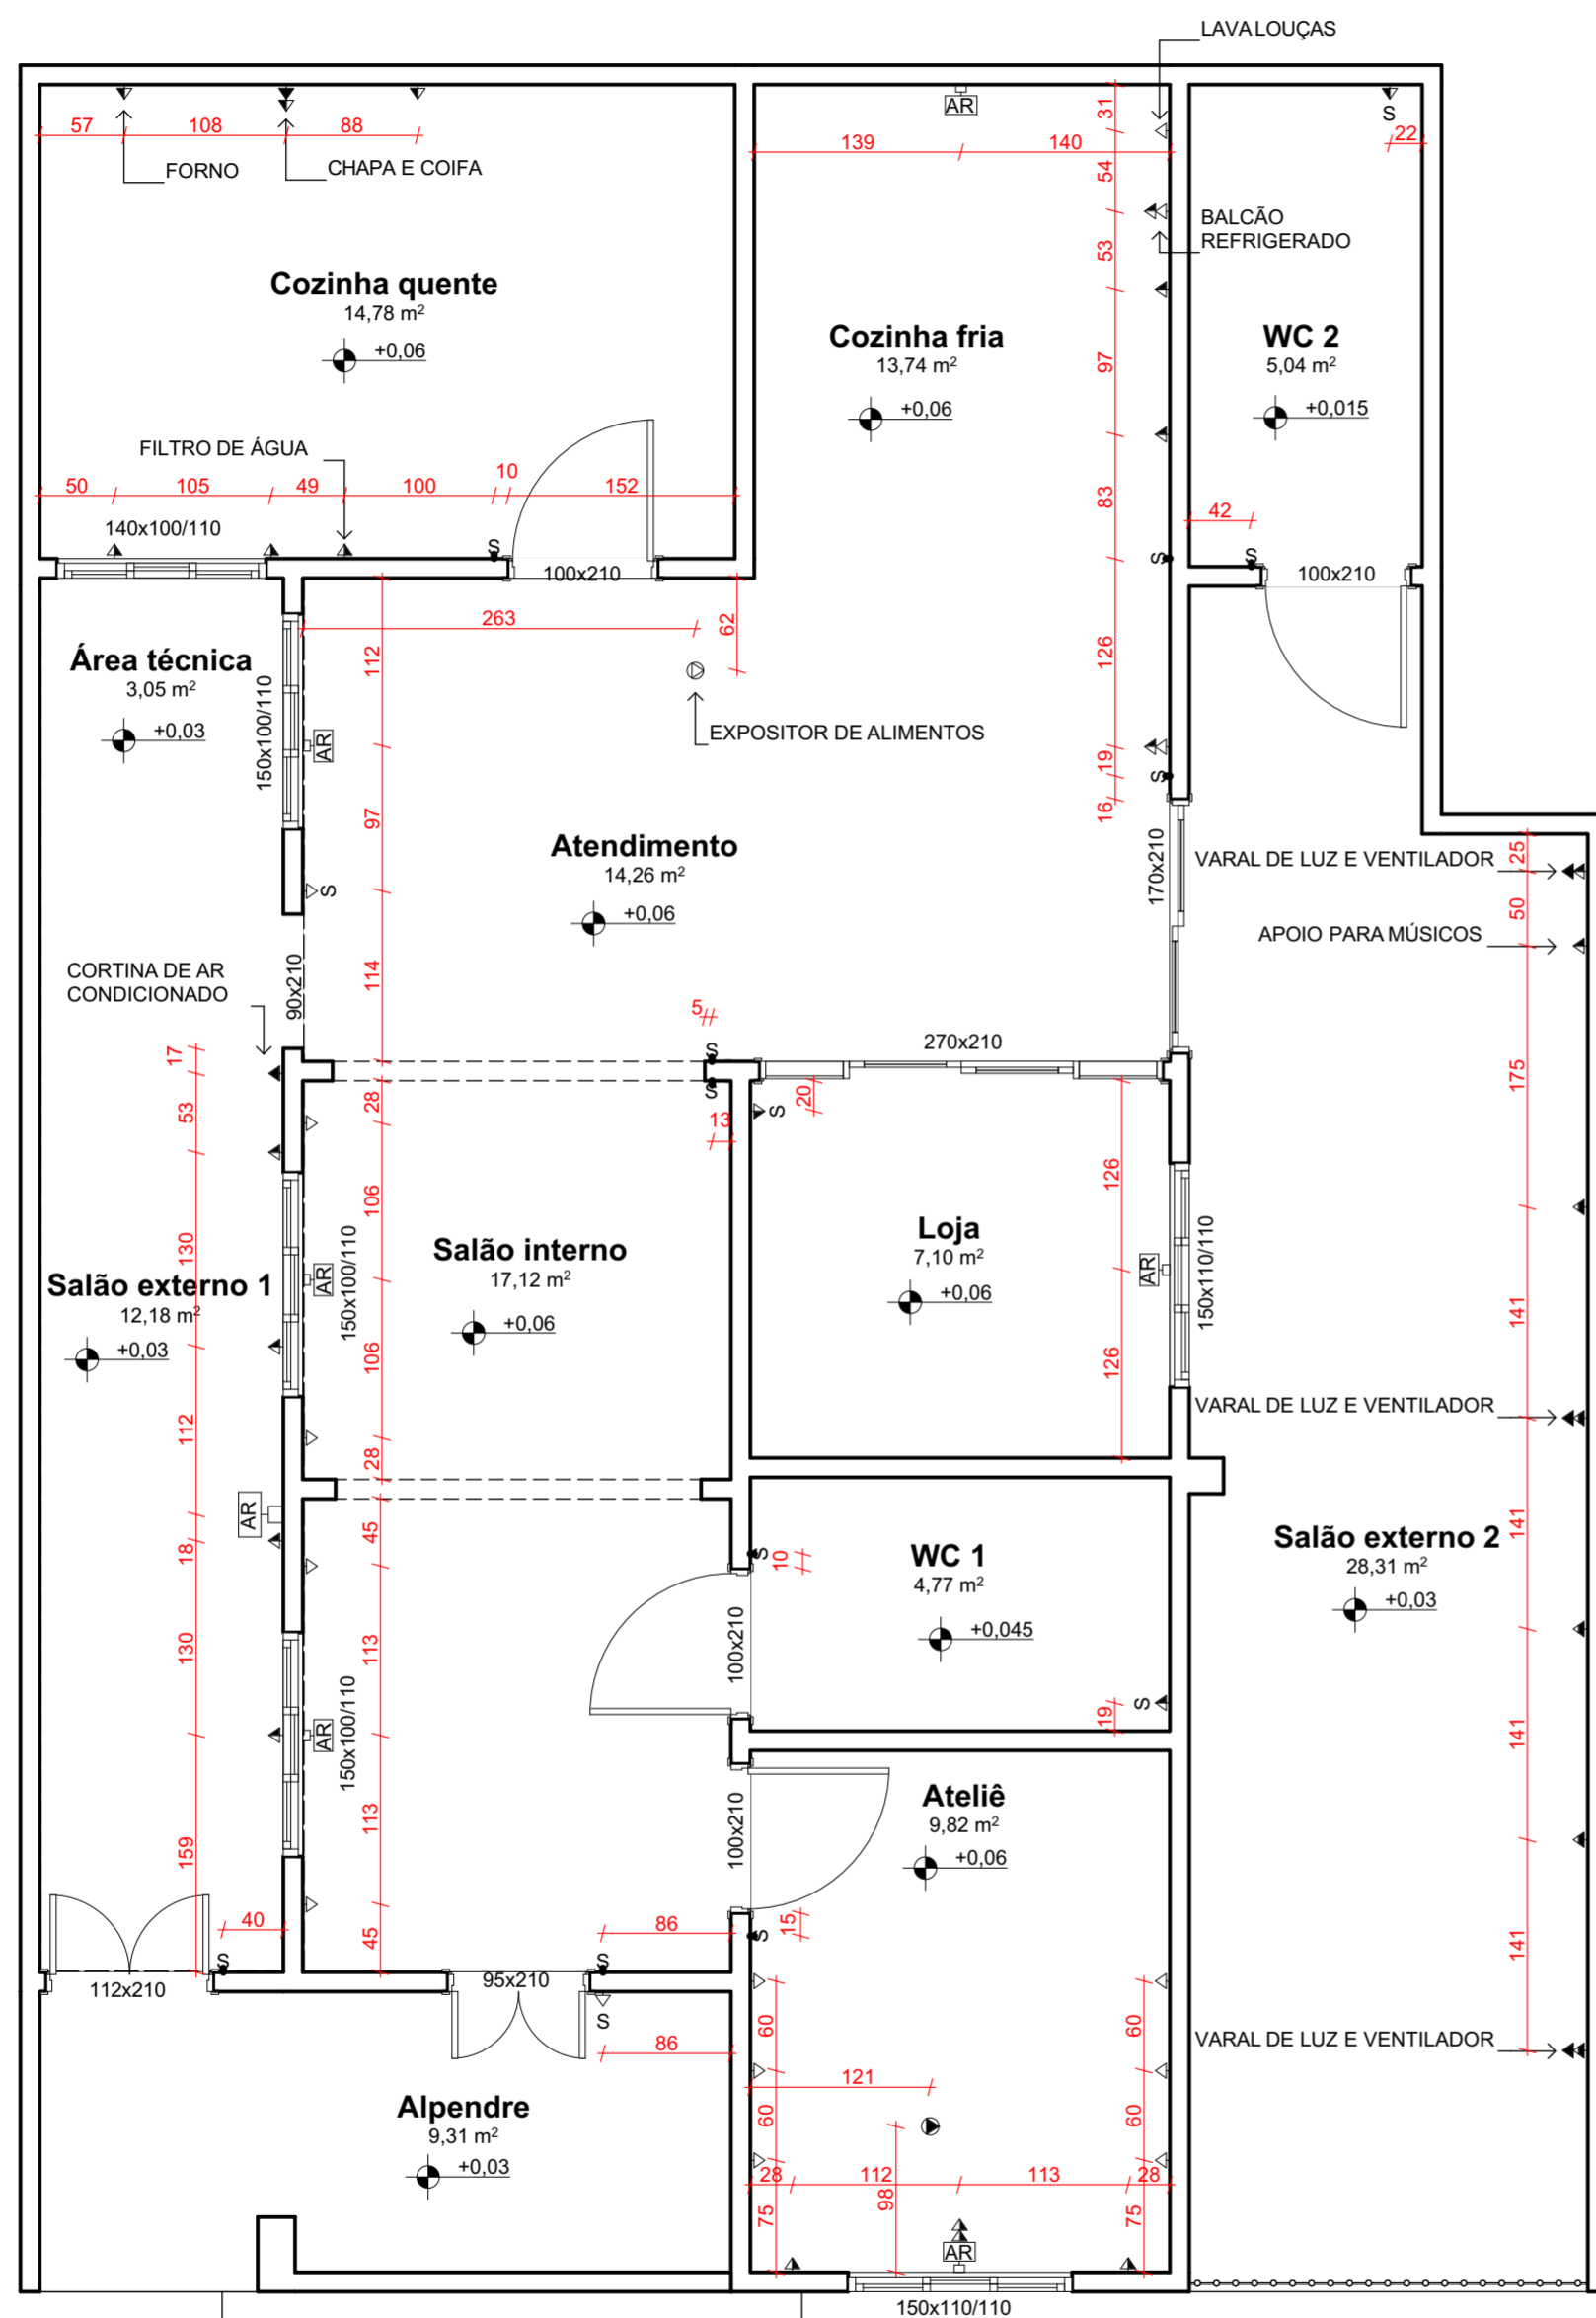 LAVA LOUÇAS
AR
S
31
57
108
88
139
140
22
FORNO
CHAPA E COIFA
54
BALCÃO
REFRIGERADO
53
Cozinha quente
14,78 m²
+0,06
Cozinha fria
13,74 m²
+0,06
WC 2
5,04 m²
+0,015
97
FILTRO DE ÁGUA
10
50
105
49
100
152
83
42
140x100/110
S
100x210
S
S
100x210
263
62
112
126
Área técnica
3,05 m²
+0,03
150x100/110
AR
EXPOSITOR DE ALIMENTOS
19
S
16
97
Atendimento
14,26 m²
+0,06
170x210
S
VARAL DE LUZ E VENTILADOR
25
50
APOIO PARA MÚSICOS
CORTINA DE AR
CONDICIONADO
90x210
114
5
270x210
17
S
S
53
28
13
20
S
175
106
126
130
Salão interno
17,12 m²
+0,06
Loja
7,10 m²
+0,06
AR
150x110/110
Salão externo 1
12,18 m²
+0,03
AR
150x100/110
141
106
126
112
VARAL DE LUZ E VENTILADOR
28
AR
18
45
S
10
WC 1
4,77 m²
+0,045
Salão externo 2
28,31 m²
+0,03
141
130
113
100x210
S
19
AR
150x100/110
141
Ateliê
9,82 m²
+0,06
100x210
159
113
40
45
86
15
S
141
S
112x210
95x210
S
S
86
60
60
VARAL DE LUZ E VENTILADOR
121
Alpendre
9,31 m²
+0,03
60
60
28
112
113
28
75
98
75
AR
150x110/110